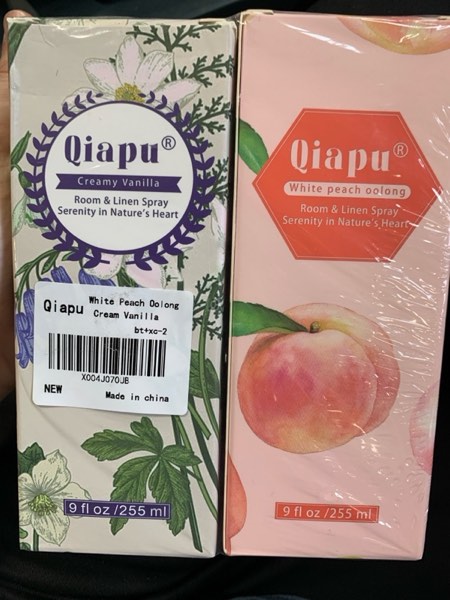 Qiapu®
Creamy Vanilla
Room & Linen Spray
Serenity in Nature's Heart
Qiapu White Peach Oolong
Cream Vanilla
bt+xc-2
X004J070UB
NEW Made in china
9 fl oz /255 ml
Qiapu®
White peach oolong
Room & Linen Spray
Serenity in Nature's Heart
9 fl oz /255 ml